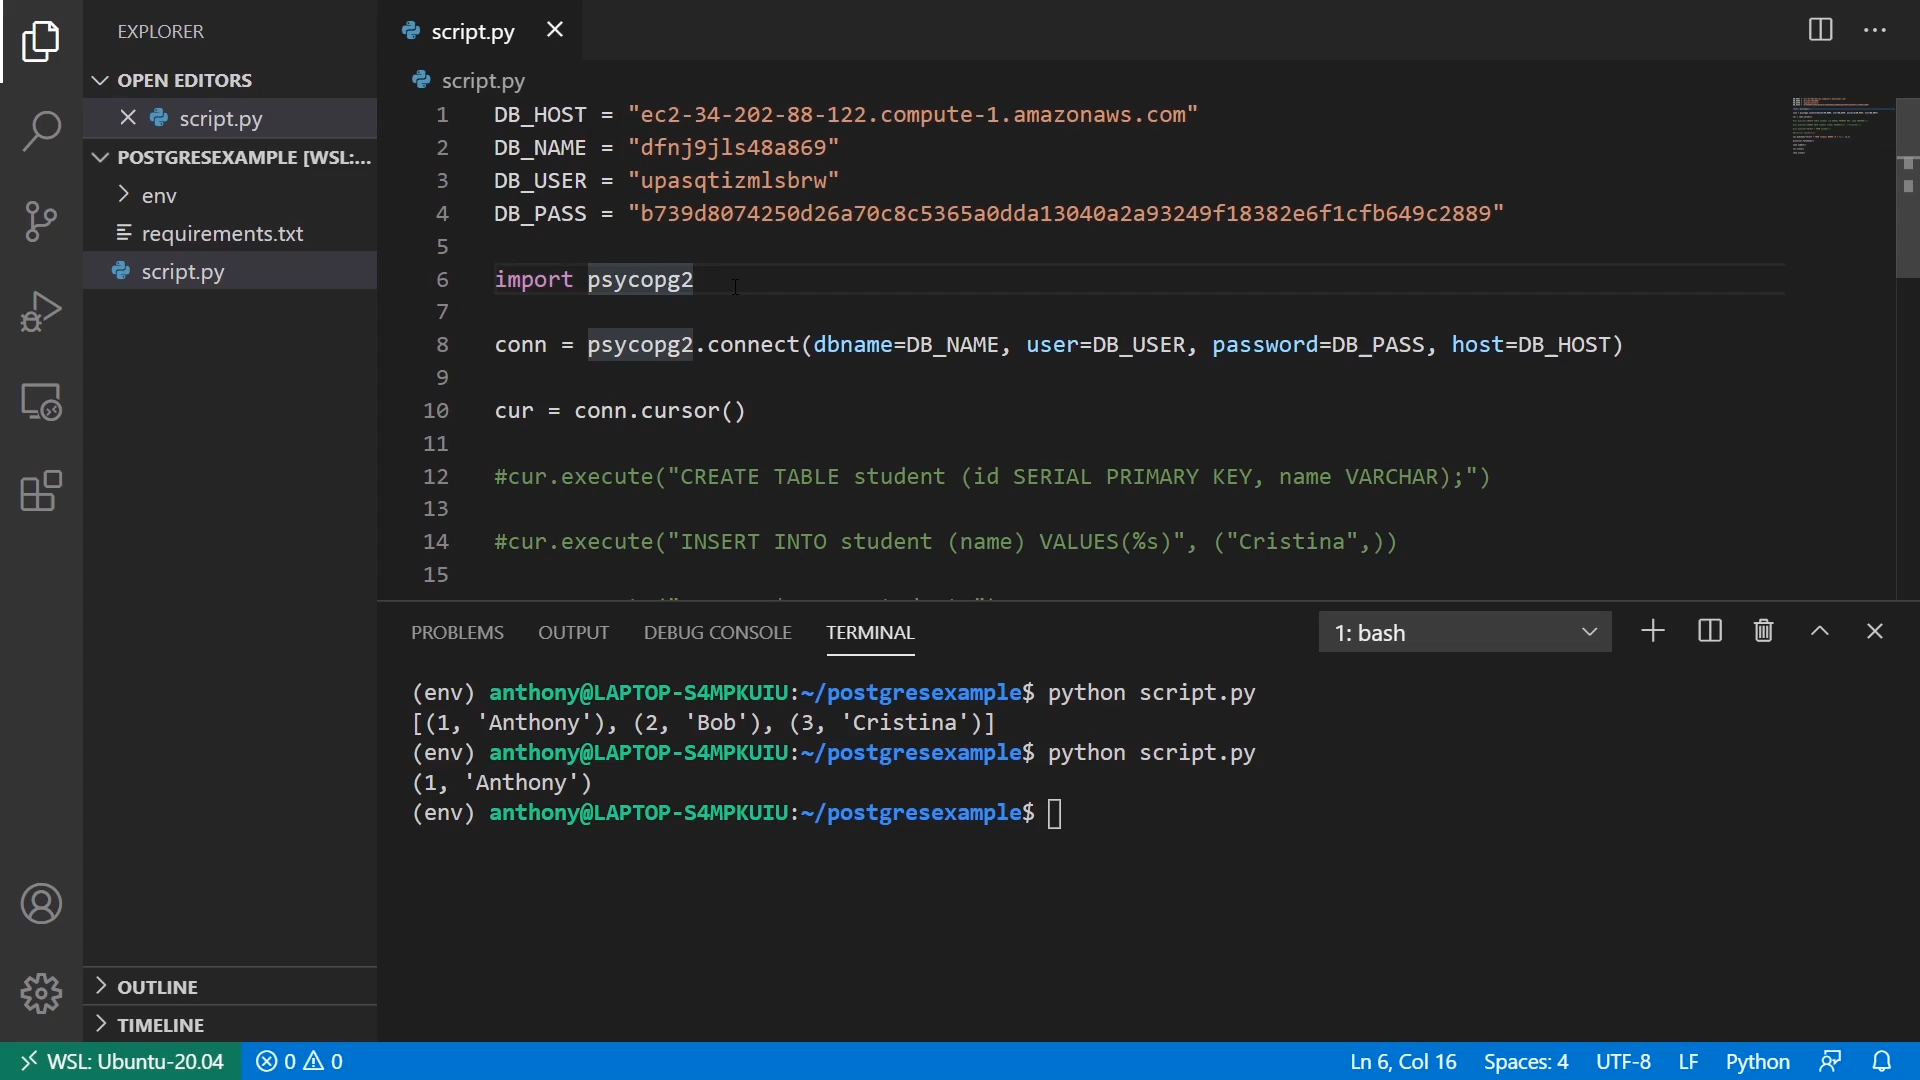 EXPLORER
OPEN EDITORS
script.py
POSTGRESEXAMPLE [WSL:...
env
requirements.txt
script.py
OUTLINE
TIMELINE
script.py
script.py
1 DB_HOST = "ec2-34-202-88-122.compute-1.amazonaws.com"
2 DB_NAME = "dfnj9jls48a869"
3 DB_USER = "upasqtizmlsbrw"
4 DB_PASS = "b739d8074250d26a70c8c5365a0dda13040a2a93249f18382e6f1cfb649c2889"
5
6 import psycopg2
7
8 conn = psycopg2.connect(dbname=DB_NAME, user=DB_USER, password=DB_PASS, host=DB_HOST)
9
10 cur = conn.cursor()
11
12 #cur.execute("CREATE TABLE student (id SERIAL PRIMARY KEY, name VARCHAR);")
13
14 #cur.execute("INSERT INTO student (name) VALUES(%s)", ("Cristina",))
15
PROBLEMS OUTPUT DEBUG CONSOLE TERMINAL 1: bash
(env) anthony@LAPTOP-S4MPKUIU:~/postgresexample$ python script.py
[(1, 'Anthony'), (2, 'Bob'), (3, 'Cristina')]
(env) anthony@LAPTOP-S4MPKUIU:~/postgresexample$ python script.py
(1, 'Anthony')
(env) anthony@LAPTOP-S4MPKUIU:~/postgresexample$
WSL: Ubuntu-20.04 0 0 Ln 6, Col 16 Spaces: 4 UTF-8 LF Python